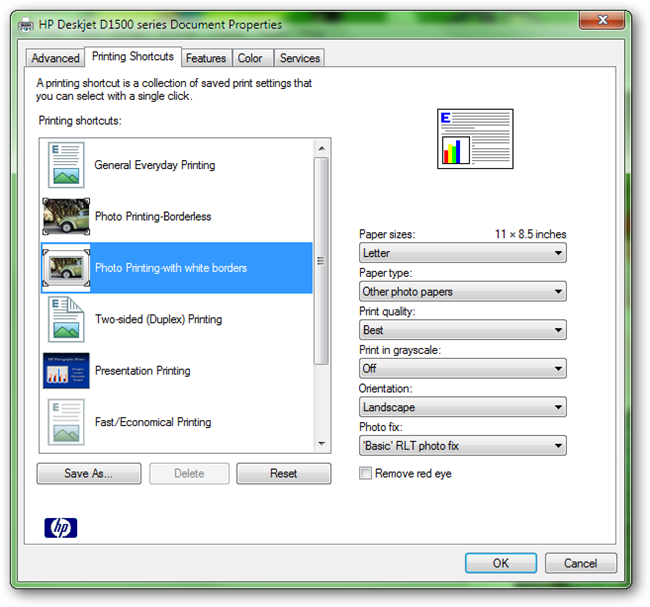 HP Deskjet D1500 series Document Properties
Advanced
Printing Shortcuts
Features
Color
Services
A printing shortcut is a collection of saved print settings that
you can select with a single click.
Printing shortcuts:
E
General Everyday Printing
Photo Printing-Borderless
Photo Printing-with white borders
E
Two-sided (Duplex) Printing
Presentation Printing
E
Fast/Economical Printing
Save As...
Delete
Reset
hp
E
Paper sizes:
11 × 8.5 inches
Letter
Paper type:
Other photo papers
Print quality:
Best
Print in grayscale:
Off
Orientation:
Landscape
Photo fix:
'Basic' RLT photo fix
Remove red eye
OK
Cancel